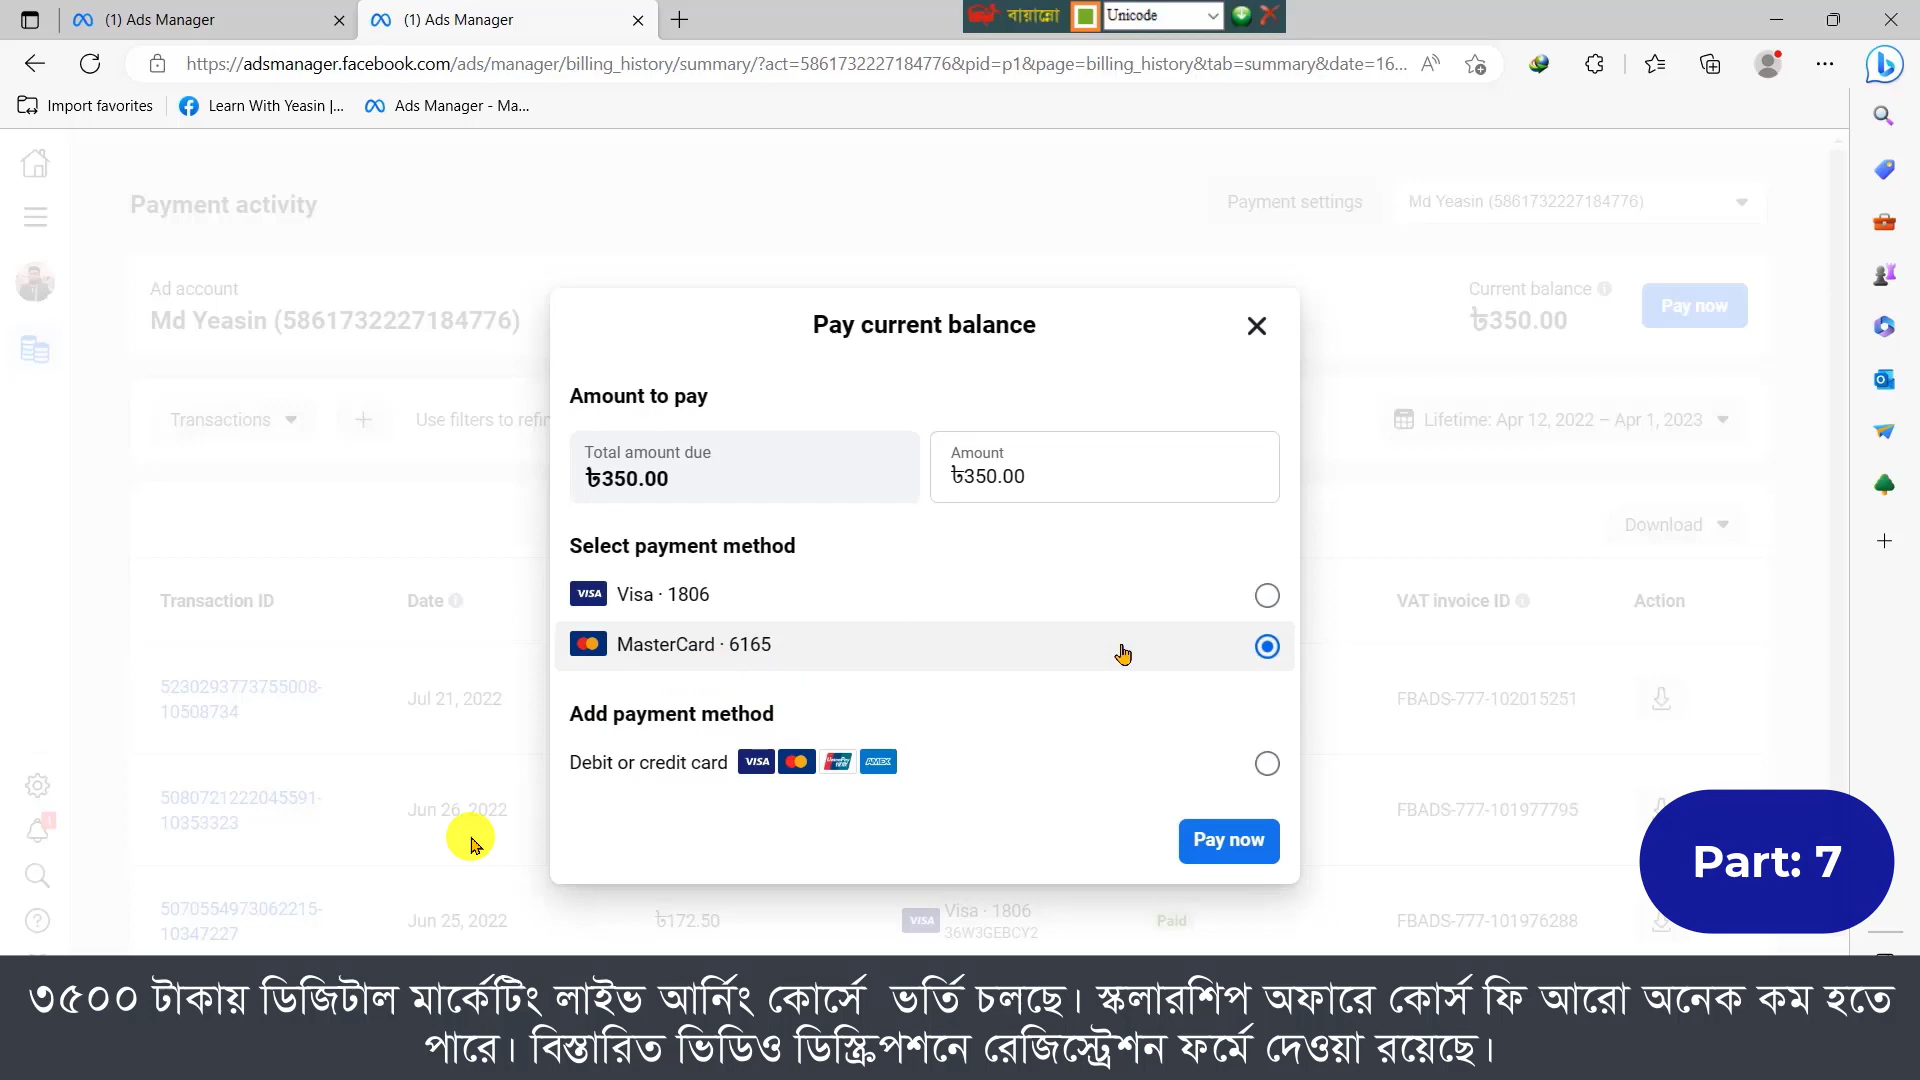 (1) Ads Manager
(1) Ads Manager
বায়ান্নো
Unicode
https://adsmanager.facebook.com/ads/manager/billing_history/summary/?act=5861732227184776&pid=p1&page=billing_history&tab=summary&date=16...
Import favorites
Learn With Yeasin |...
Ads Manager - Ma...
Payment activity
Payment settings
Md Yeasin (5861732227184776)
Ad account
Md Yeasin (5861732227184776)
Current balance
৳350.00
Pay now
Pay current balance
Amount to pay
Transactions
Use filters to refin
Lifetime: Apr 12, 2022 – Apr 1, 2023
Total amount due
৳350.00
Amount
৳350.00
Download
Select payment method
VISA Visa · 1806
MasterCard · 6165
Transaction ID
Date
VAT invoice ID
Action
5230293773755008-
10508734
Jul 21, 2022
FBADS-777-102015251
Add payment method
Debit or credit card VISA AMEX
5080721222045591-
10353323
Jun 26, 2022
FBADS-777-101977795
Pay now
5070554973062215-
10347227
Jun 25, 2022
৳172.50
VISA
Visa · 1806
36W3GEBCY2
Paid
FBADS-777-101976288
Part: 7
৩৫০০ টাকায় ডিজিটাল মার্কেটিং লাইভ আর্নিং কোর্সে ভর্তি চলছে। স্কলারশিপ অফারে কোর্স ফি আরো অনেক কম হতে
পারে। বিস্তারিত ভিডিও ডিস্ক্রিপশনে রেজিস্ট্রেশন ফর্মে দেওয়া রয়েছে।